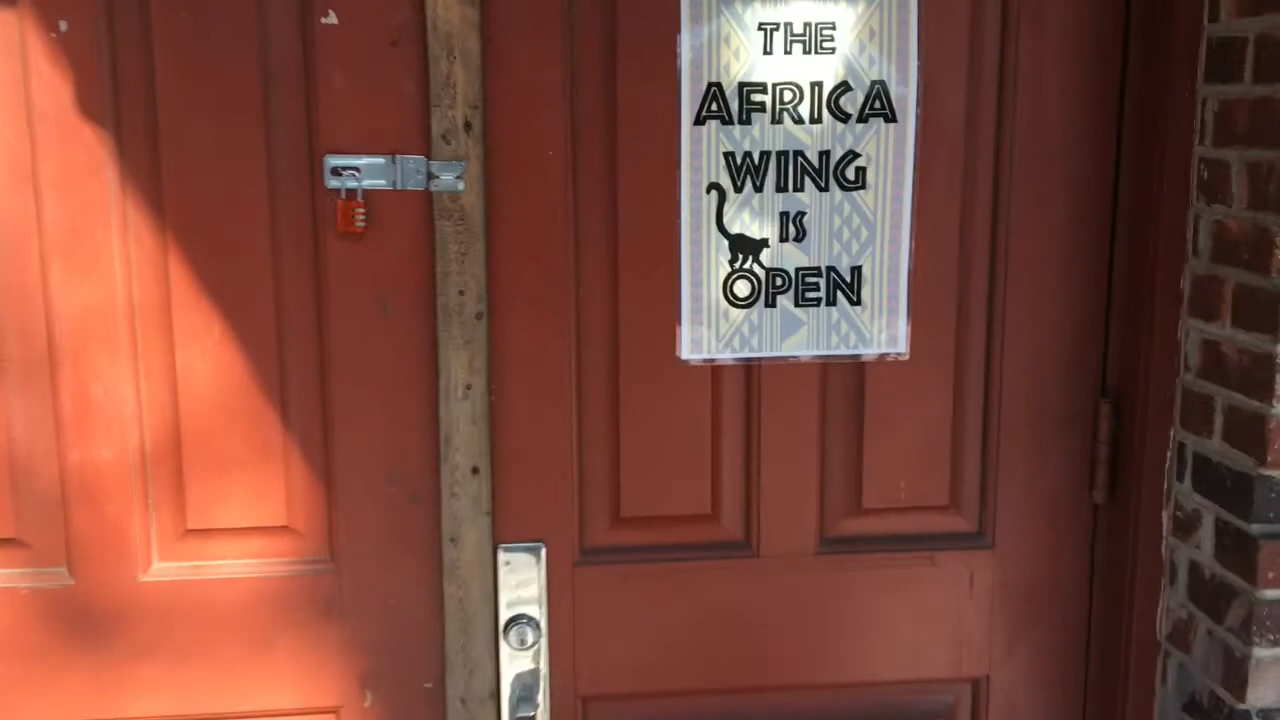 THE
AFRICA
WING
IS
OPEN